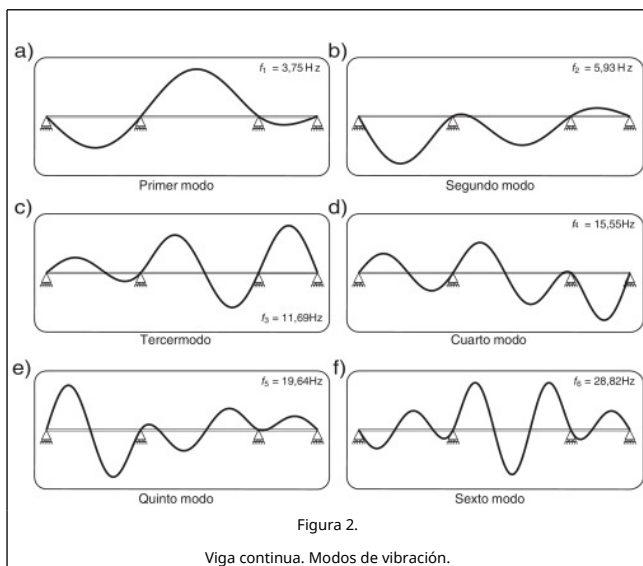 a)
f1 = 3,75 Hz
Primer modo
b)
f2 = 5,93 Hz
Segundo modo
c)
f3 = 11,69Hz
Tercermodo
d)
f4 = 15,55Hz
Cuarto modo
e)
f5 = 19,64Hz
Quinto modo
f)
f6 = 28,82Hz
Sexto modo
Figura 2.
Viga continua. Modos de vibración.